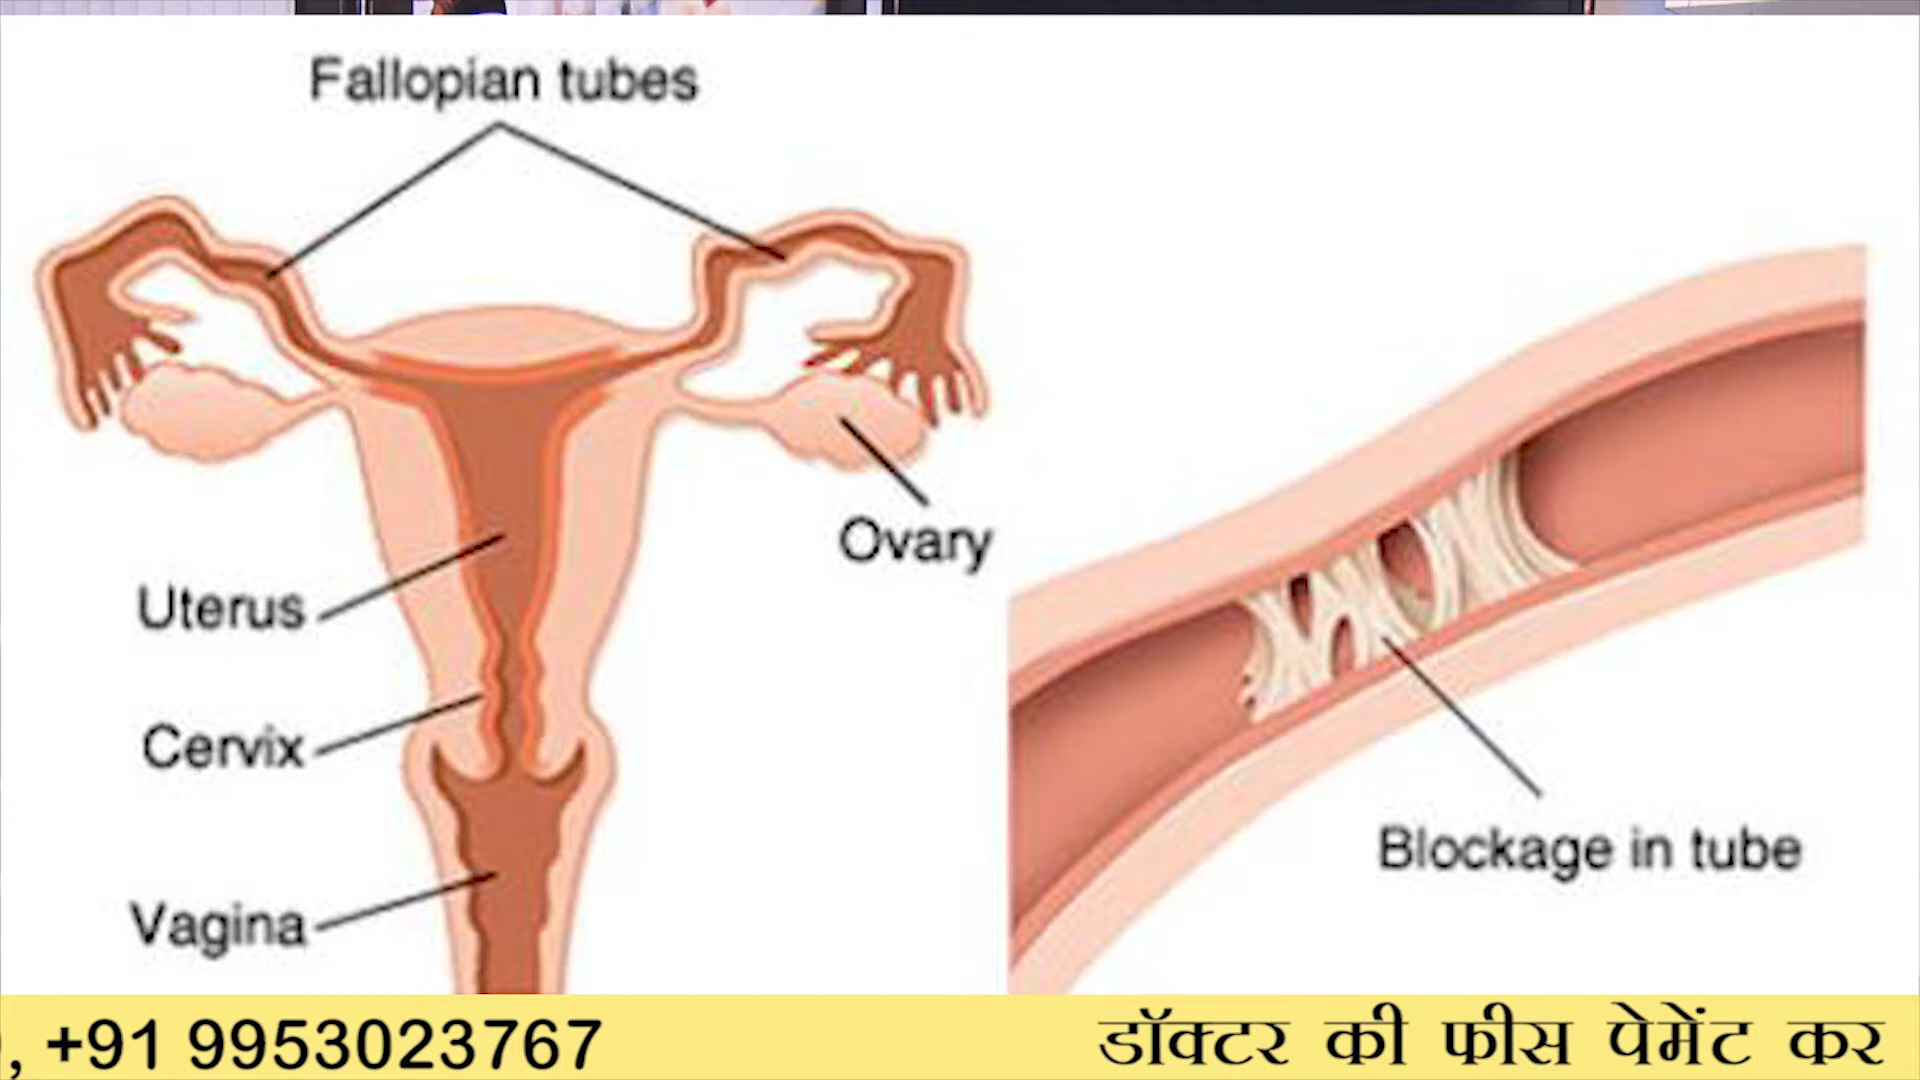 Fallopian tubes
Ovary
Uterus
Cervix
Blockage in tube
Vagina
, +91 9953023767 डॉक्टर की फीस पेमेंट कर